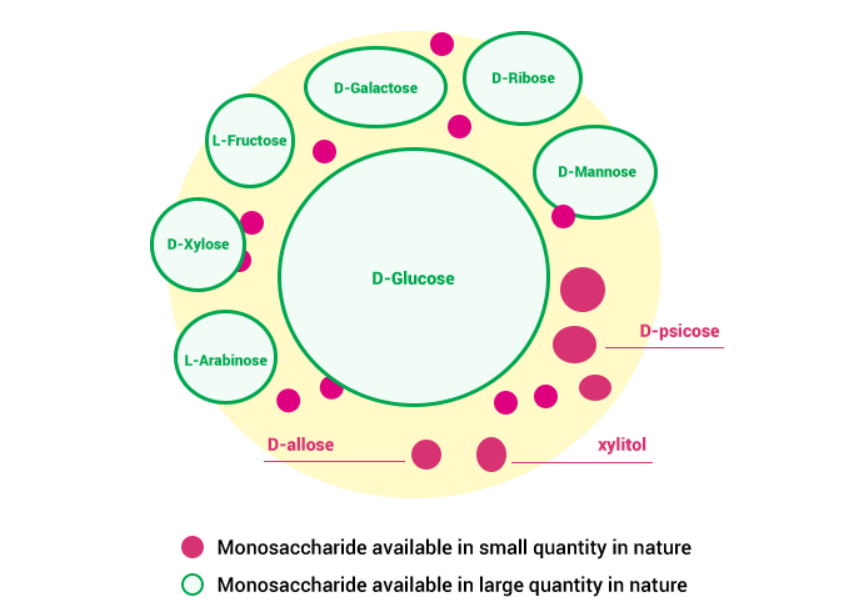 D-Galactose
D-Ribose
L-Fructose
D-Mannose
D-Xylose
D-Glucose
D-psicose
L-Arabinose
D-allose
xylitol
Monosaccharide available in small quantity in nature
Monosaccharide available in large quantity in nature